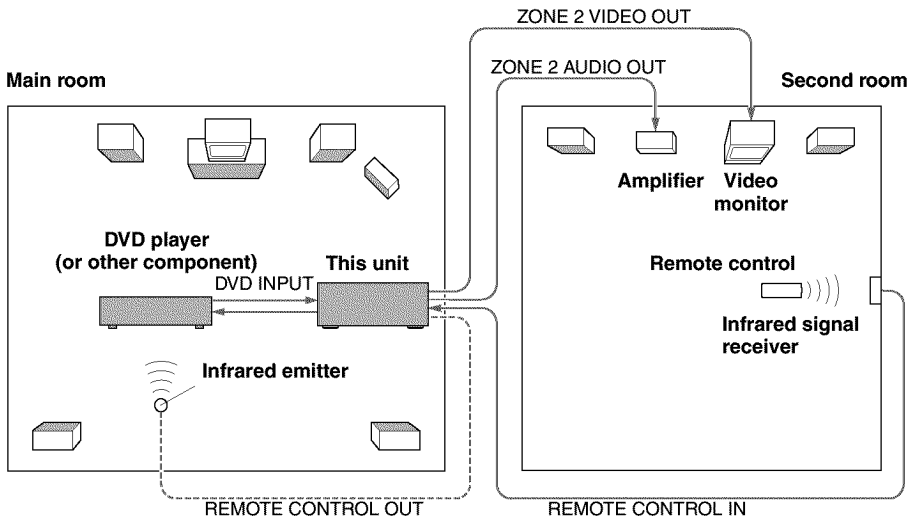 ZONE 2 VIDEO OUT
ZONE 2 AUDIO OUT
Main room
Second room
Amplifier
Video
monitor
DVD player
(or other component)
This unit
DVD INPUT
Remote control
Infrared signal
receiver
Infrared emitter
REMOTE CONTROL OUT
REMOTE CONTROL IN